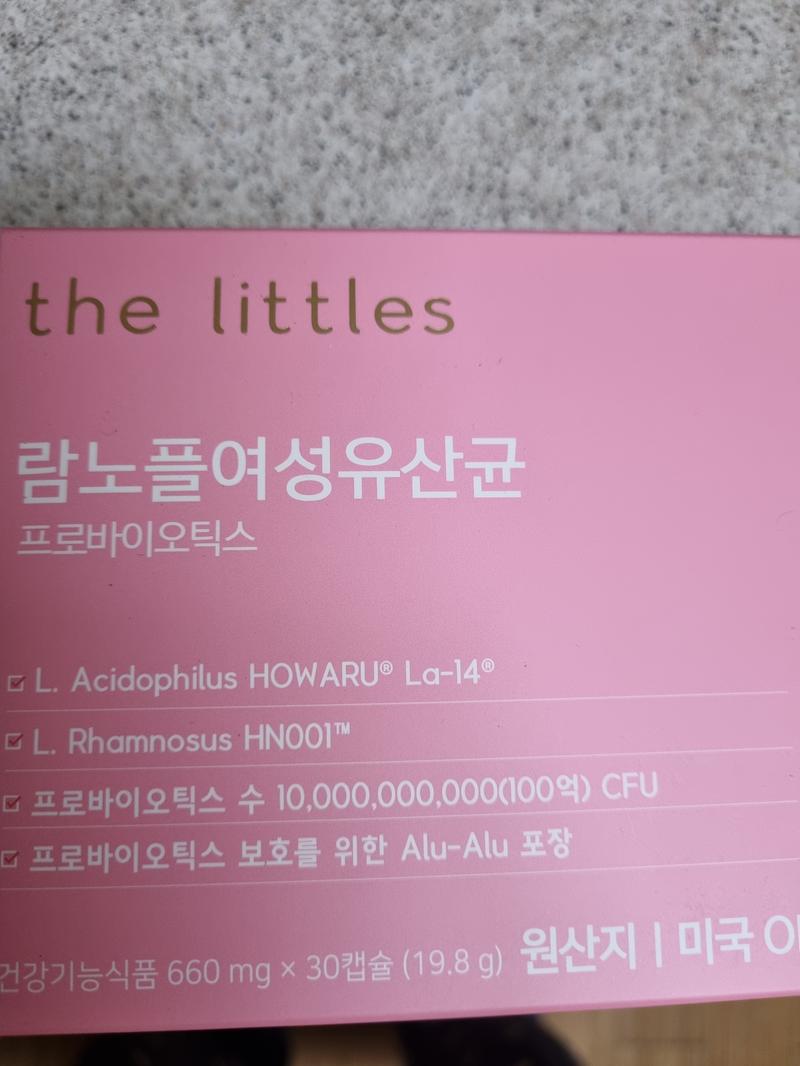 the littles
람노플여성유산균
프로바이오틱스
L. Acidophilus HOWARU® La-14®
L. Rhamnosus HN001™
프로바이오틱스 수 10,000,000,000(100억) CFU
프로바이오틱스 보호를 위한 Alu-Alu 포장
건강기능식품 660 mg × 30캡슐 (19.8 g) 원산지 | 미국